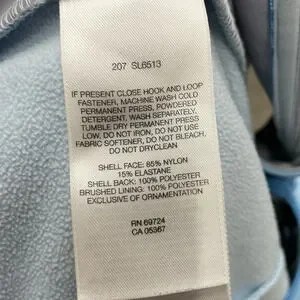 207 SL6513
IF PRESENT CLOSE HOOK AND LOOP
FASTENER, MACHINE WASH COLD
PERMANENT PRESS, POWDERED
DETERGENT, WASH SEPARATELY,
TUMBLE DRY PERMANENT PRESS
LOW, DO NOT IRON, DO NOT USE
FABRIC SOFTENER, DO NOT BLEACH,
DO NOT DRYCLEAN
SHELL FACE: 85% NYLON
15% ELASTANE
SHELL BACK: 100% POLYESTER
BRUSHED LINING: 100% POLYESTER
EXCLUSIVE OF ORNAMENTATION
RN 69724
CA 05367